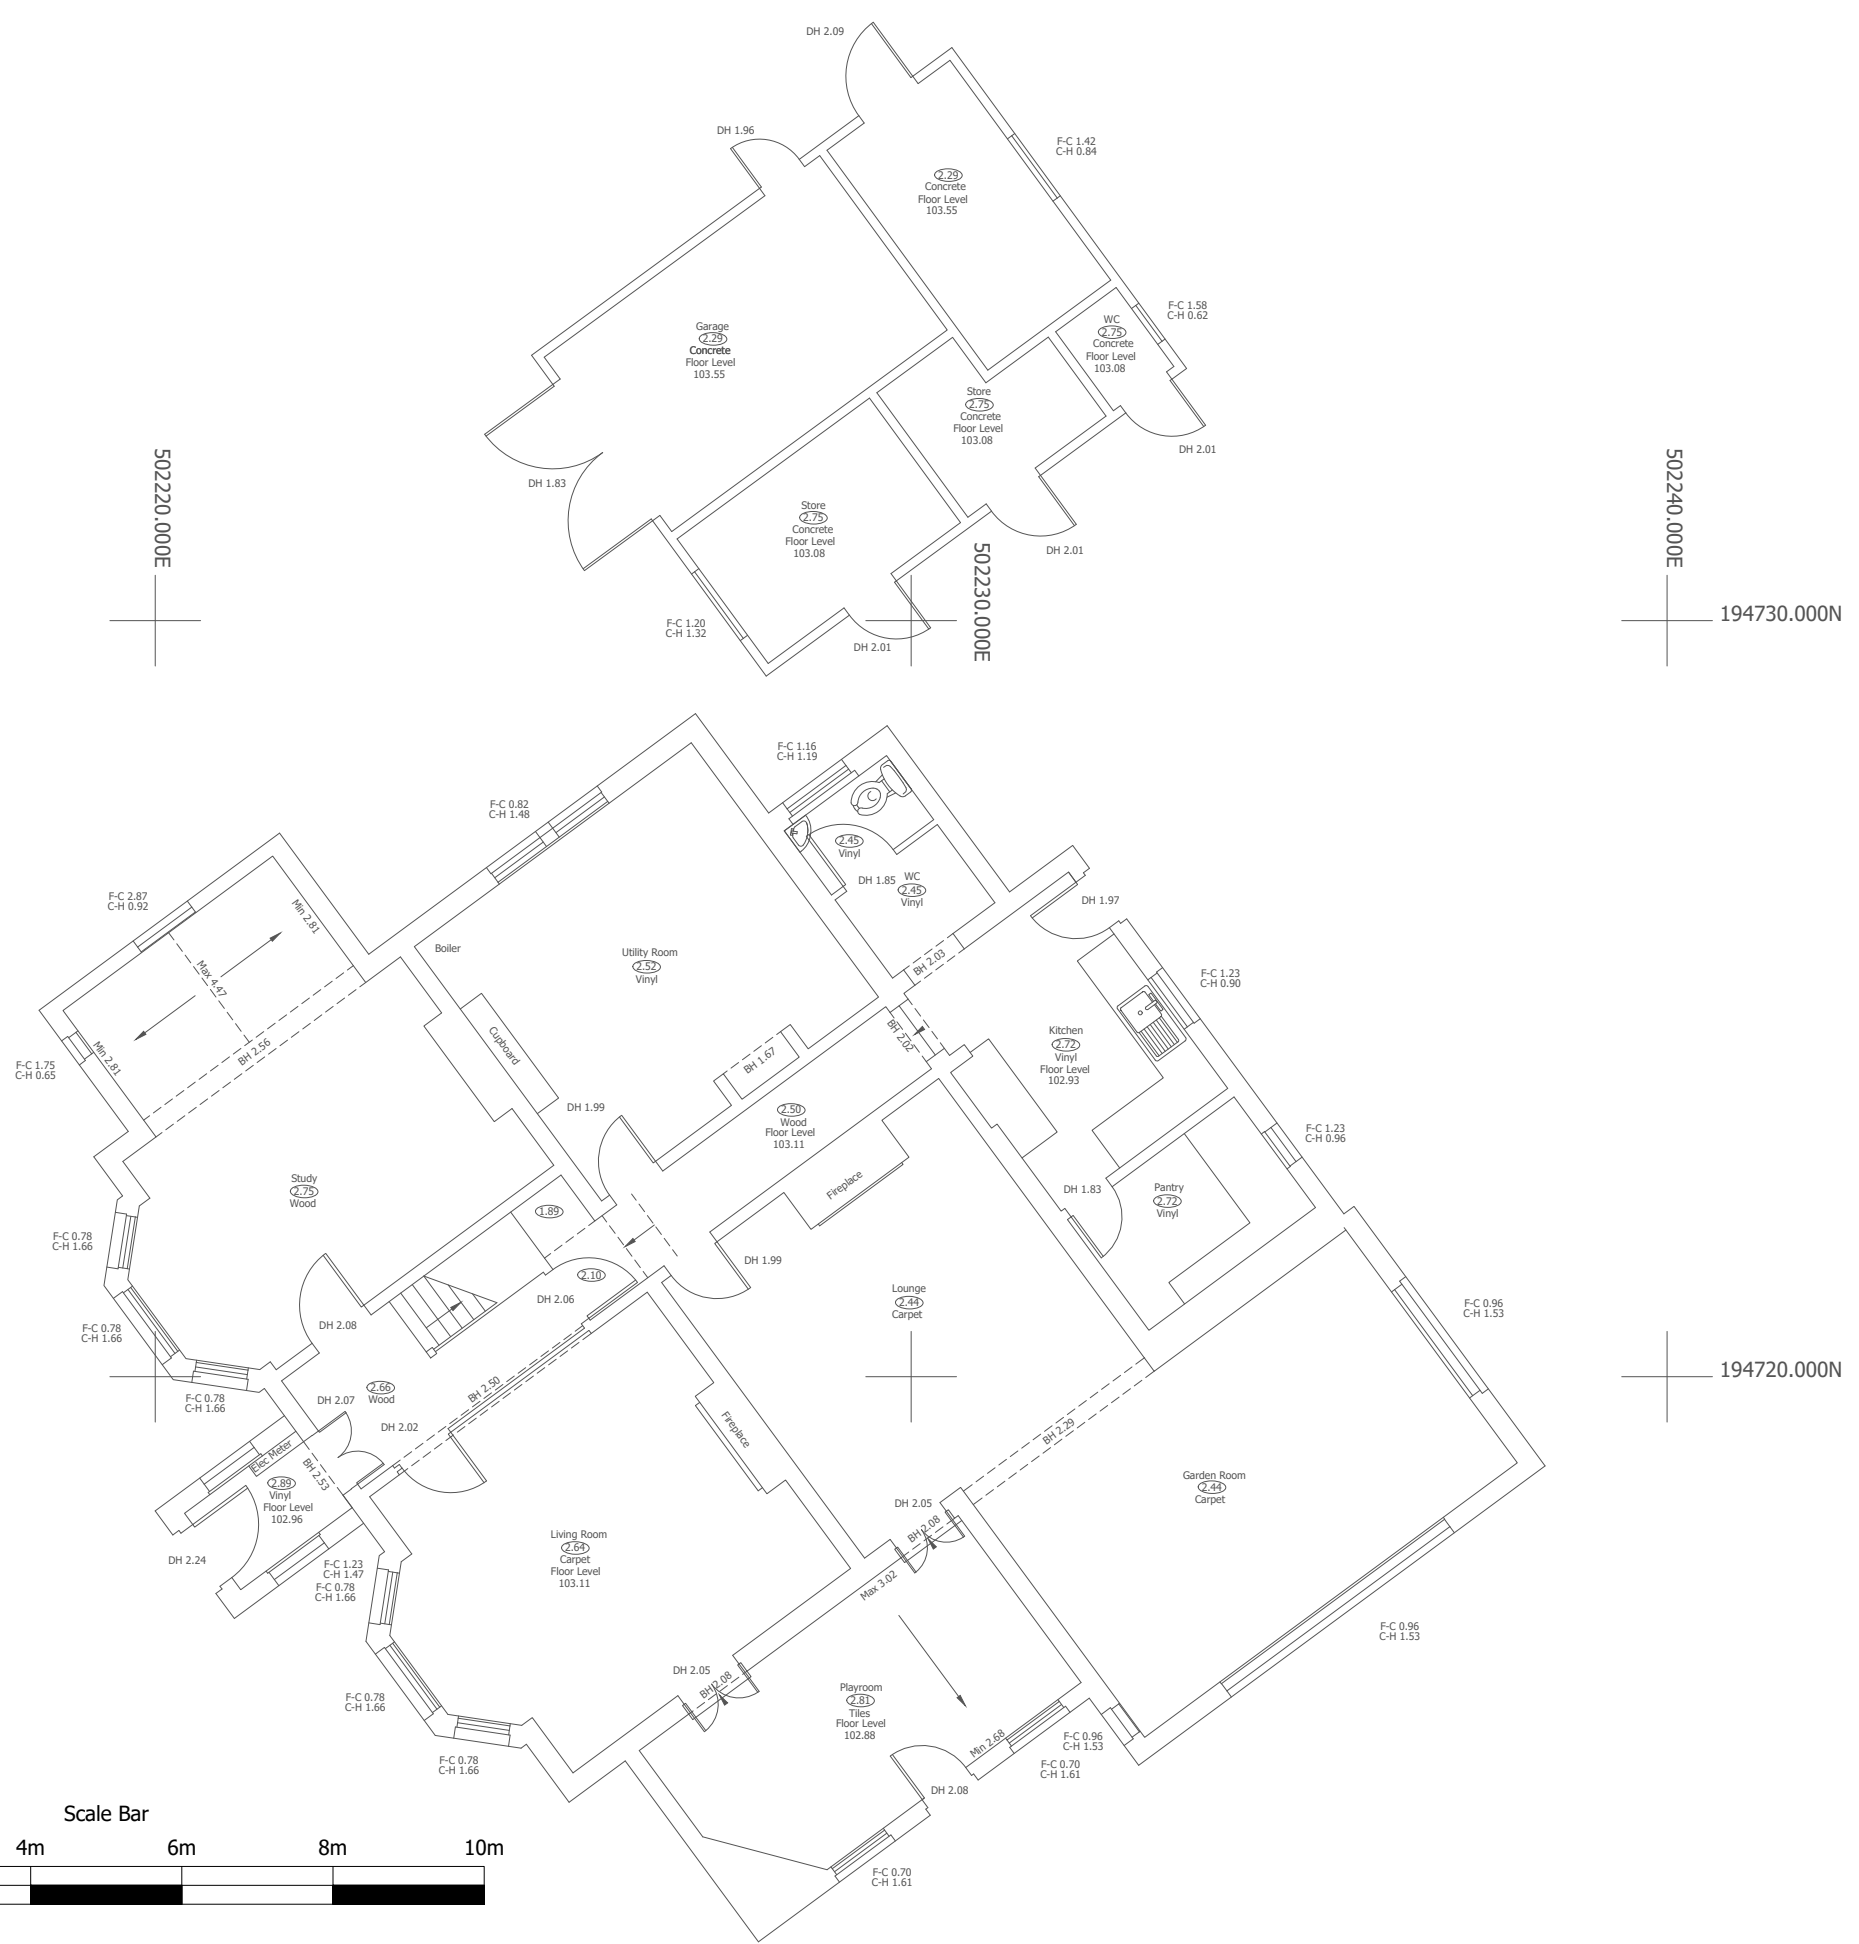 DH 2.09
DH 1.96
F-C 1.42
C-H 0.84
2.29
Concrete
Floor Level
103.55
F-C 1.58
C-H 0.62
WC
2.75
Concrete
Floor Level
103.08
Garage
2.29
Concrete
Floor Level
103.55
Store
2.75
Concrete
Floor Level
103.08
DH 2.01
DH 1.83
Store
2.75
Concrete
Floor Level
103.08
DH 2.01
502220.000E
502230.000E
502240.000E
194730.000N
F-C 1.20
C-H 1.32
DH 2.01
F-C 1.16
C-H 1.19
F-C 0.82
C-H 1.48
2.45
Vinyl
DH 1.85
WC
2.45
Vinyl
F-C 2.87
C-H 0.92
Min 2.81
DH 1.97
Boiler
Utility Room
2.52
Vinyl
BH 2.03
Max 4.47
F-C 1.23
C-H 0.90
Cupboard
BH 2.02
Kitchen
2.72
Vinyl
Floor Level
102.93
BH 2.56
Min 2.81
F-C 1.75
C-H 0.65
BH 1.67
DH 1.99
2.50
Wood
Floor Level
103.11
F-C 1.23
C-H 0.96
Study
2.75
Wood
Fireplace
DH 1.83
Pantry
2.72
Vinyl
1.89
F-C 0.78
C-H 1.66
DH 1.99
2.10
DH 2.06
Lounge
2.44
Carpet
F-C 0.96
C-H 1.53
F-C 0.78
C-H 1.66
DH 2.08
194720.000N
F-C 0.78
C-H 1.66
DH 2.07
2.66
Wood
BH 2.50
DH 2.02
Fireplace
BH 2.29
Elec Meter
BH 2.53
2.89
Vinyl
Floor Level
102.96
Garden Room
2.44
Carpet
DH 2.05
BH 2.08
DH 2.24
Living Room
2.64
Carpet
Floor Level
103.11
F-C 1.23
C-H 1.47
F-C 0.78
C-H 1.66
Max 3.02
F-C 0.96
C-H 1.53
DH 2.05
BH 2.08
F-C 0.78
C-H 1.66
Playroom
2.81
Tiles
Floor Level
102.88
Min 2.68
F-C 0.96
C-H 1.53
F-C 0.70
C-H 1.61
F-C 0.78
C-H 1.66
DH 2.08
F-C 0.70
C-H 1.61
Scale Bar
4m 6m 8m 10m